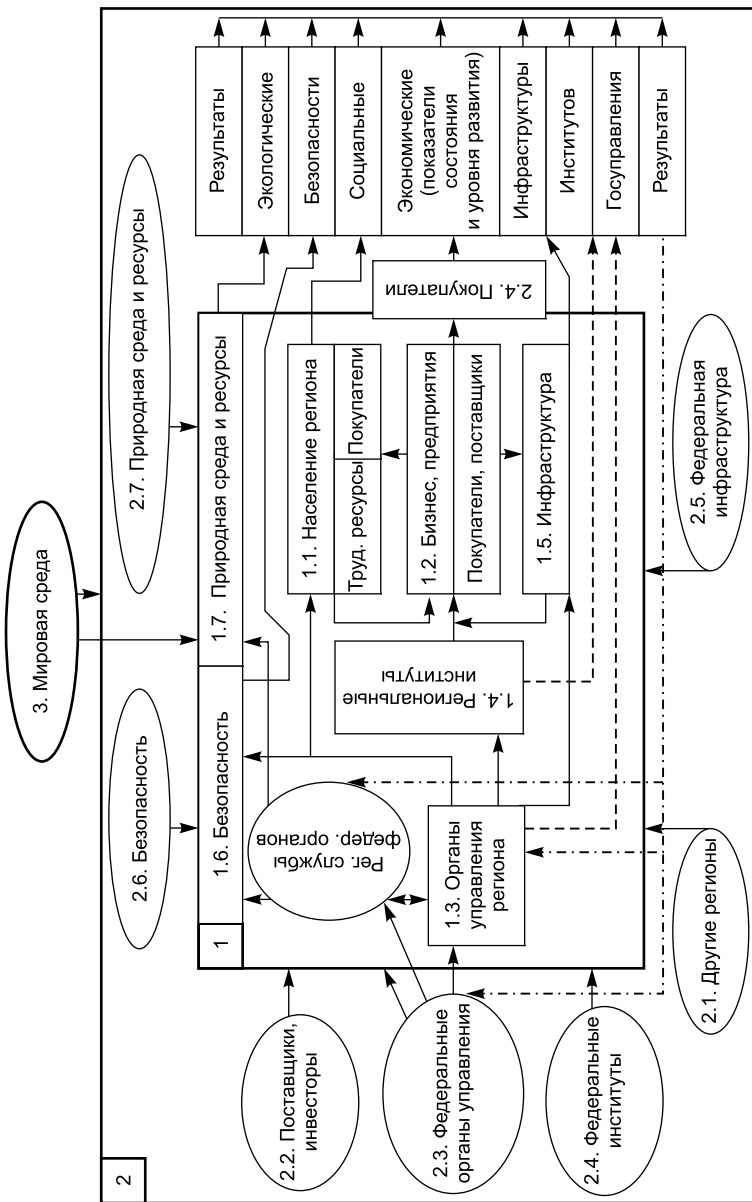 3. Мировая среда
2
2.6. Безопасность
2.7. Природная среда и ресурсы
2.2. Поставщики,
инвесторы
2.3. Федеральные
органы управления
2.4. Федеральные
институты
1
1.6. Безопасность
1.7. Природная среда и ресурсы
Рег. службы
федер. органов
1.3. Органы
управления
региона
1.4. Региональные
институты
1.1. Население региона
Труд. ресурсы
Покупатели
1.2. Бизнес, предприятия
Покупатели, поставщики
1.5. Инфраструктура
2.4. Покупатели
Результаты
Экологические
Безопасности
Социальные
Экономические
(показатели
состояния
и уровня развития)
Инфраструктуры
Институтов
Госуправления
Результаты
2.1. Другие регионы
2.5. Федеральная
инфраструктура